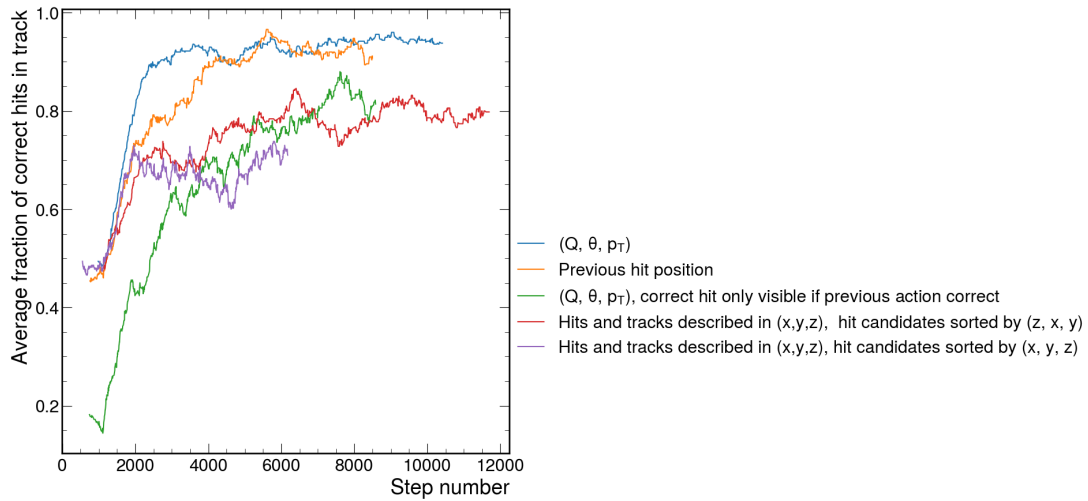 Average fraction of correct hits in track
1.0
0.8
0.6
0.4
0.2
0 2000 4000 6000 8000 10000 12000
Step number
(Q, θ, pT)
Previous hit position
(Q, θ, pT), correct hit only visible if previous action correct
Hits and tracks described in (x,y,z),  hit candidates sorted by (z, x, y)
Hits and tracks described in (x,y,z), hit candidates sorted by (x, y, z)